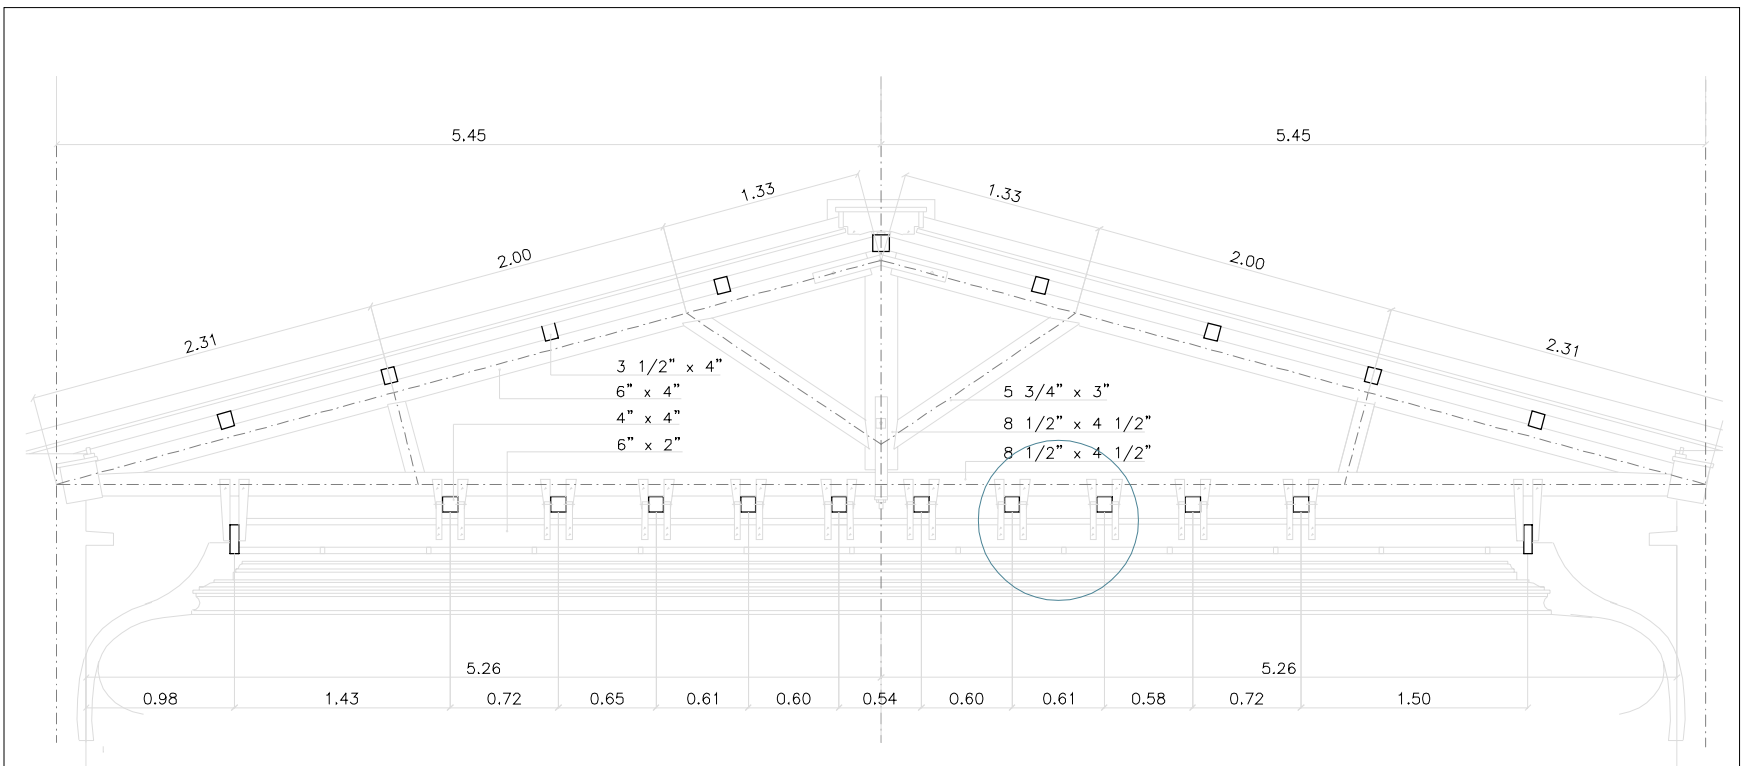 5.45 5.45
1.33 1.33
2.00 2.00
2.31 2.31
3 1/2” x 4”
6” x 4” 5 3/4” x 3”
4” x 4” 8 1/2” x 4 1/2”
6” x 2” 8 1/2” x 4 1/2”
5.26 5.26
0.98 1.43 0.72 0.65 0.61 0.60 0.54 0.60 0.61 0.58 0.72 1.50